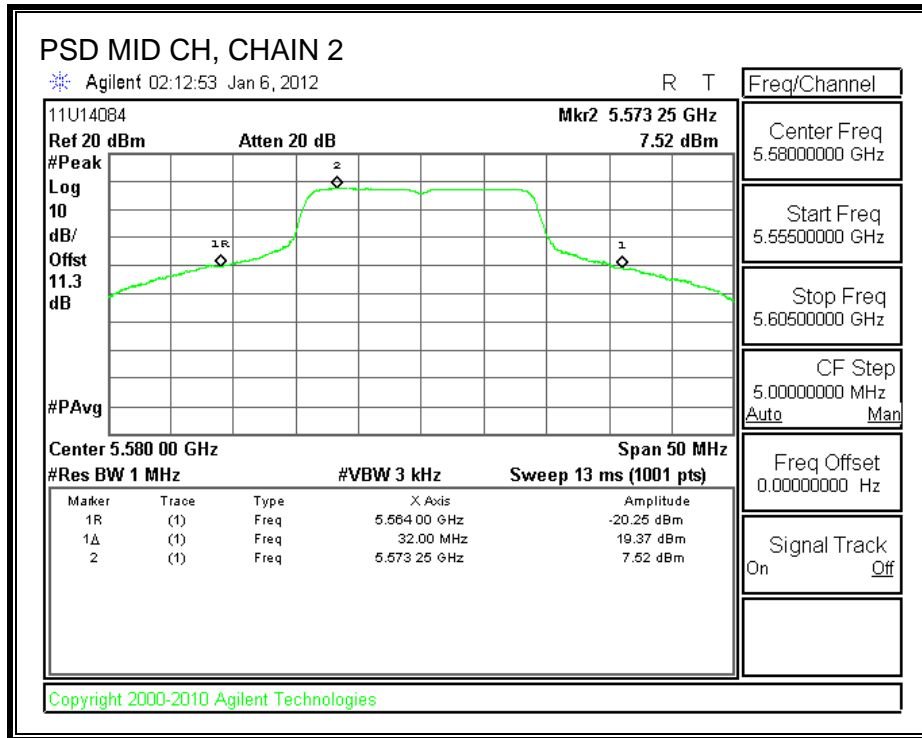 PSD MID CH, CHAIN 2
Agilent 02:12:53 Jan 6, 2012 R T
11U14084
Mkr2 5.573 25 GHz
Ref 20 dBm Atten 20 dB 7.52 dBm
#Peak
Log
10
dB/
Offst
11.3
dB
#PAvg
2
1R
1
Center 5.580 00 GHz Span 50 MHz
#Res BW 1 MHz #VBW 3 kHz Sweep 13 ms (1001 pts)
Marker Trace Type X Axis Amplitude
1R (1) Freq 5.564 00 GHz -20.25 dBm
1Δ (1) Freq 32.00 MHz 19.37 dBm
2 (1) Freq 5.573 25 GHz 7.52 dBm
Freq/Channel
Center Freq
5.58000000 GHz
Start Freq
5.55500000 GHz
Stop Freq
5.60500000 GHz
CF Step
5.00000000 MHz
Auto Man
Freq Offset
0.00000000 Hz
Signal Track
On Off
Copyright 2000-2010 Agilent Technologies